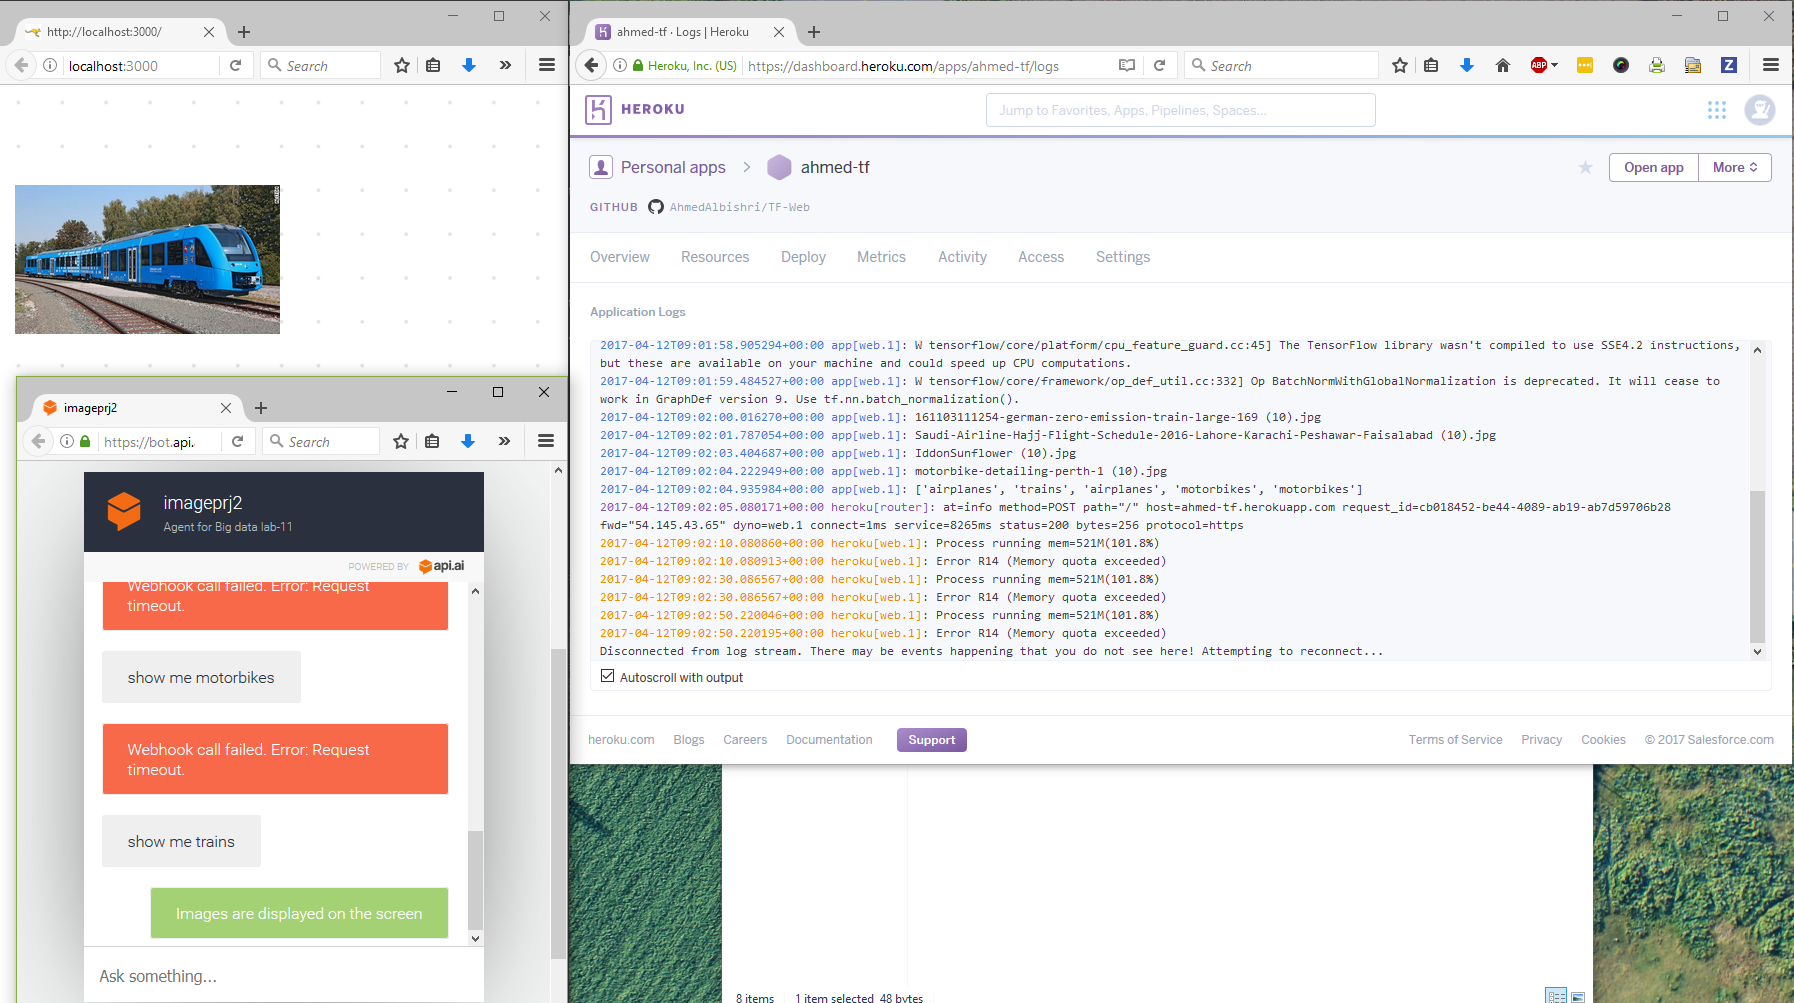 http://localhost:3000/
localhost:3000
Search
imageprj2
https://bot.api.
Search
imageprj2
Agent for Big data lab-11
POWERED BY api.ai
Webhook call failed. Error: Request
timeout.
show me motorbikes
Webhook call failed. Error: Request
timeout.
show me trains
Images are displayed on the screen
Ask something...
ahmed-tf · Logs | Heroku
Heroku, Inc. (US)
https://dashboard.heroku.com/apps/ahmed-tf/logs
Search
ABP
Z
HEROKU
Jump to Favorites, Apps, Pipelines, Spaces...
Personal apps > ahmed-tf
Open app
More
GITHUB AhmedAlbishri/TF-Web
Overview
Resources
Deploy
Metrics
Activity
Access
Settings
Application Logs
2017-04-12T09:01:58.905294+00:00 app[web.1]: W tensorflow/core/platform/cpu_feature_guard.cc:45] The TensorFlow library wasn't compiled to use SSE4.2 instructions,
but these are available on your machine and could speed up CPU computations.
2017-04-12T09:01:59.484527+00:00 app[web.1]: W tensorflow/core/framework/op_def_util.cc:332] Op BatchNormWithGlobalNormalization is deprecated. It will cease to
work in GraphDef version 9. Use tf.nn.batch_normalization().
2017-04-12T09:02:00.016270+00:00 app[web.1]: 161103111254-german-zero-emission-train-large-169 (10).jpg
2017-04-12T09:02:01.787054+00:00 app[web.1]: Saudi-Airline-Hajj-Flight-Schedule-2016-Lahore-Karachi-Peshawar-Faisalabad (10).jpg
2017-04-12T09:02:03.404687+00:00 app[web.1]: IddonSunflower (10).jpg
2017-04-12T09:02:04.222949+00:00 app[web.1]: motorbike-detailing-perth-1 (10).jpg
2017-04-12T09:02:04.935984+00:00 app[web.1]: ['airplanes', 'trains', 'airplanes', 'motorbikes', 'motorbikes']
2017-04-12T09:02:05.080171+00:00 heroku[router]: at=info method=POST path="/" host=ahmed-tf.herokuapp.com request_id=cb018452-be44-4089-ab19-ab7d59706b28
fwd="54.145.43.65" dyno=web.1 connect=1ms service=8265ms status=200 bytes=256 protocol=https
2017-04-12T09:02:10.080860+00:00 heroku[web.1]: Process running mem=521M(101.8%)
2017-04-12T09:02:10.080913+00:00 heroku[web.1]: Error R14 (Memory quota exceeded)
2017-04-12T09:02:30.086567+00:00 heroku[web.1]: Process running mem=521M(101.8%)
2017-04-12T09:02:30.086567+00:00 heroku[web.1]: Error R14 (Memory quota exceeded)
2017-04-12T09:02:50.220046+00:00 heroku[web.1]: Process running mem=521M(101.8%)
2017-04-12T09:02:50.220195+00:00 heroku[web.1]: Error R14 (Memory quota exceeded)
Disconnected from log stream. There may be events happening that you do not see here! Attempting to reconnect...
Autoscroll with output
heroku.com
Blogs
Careers
Documentation
Support
Terms of Service
Privacy
Cookies
© 2017 Salesforce.com
8 items
1 item selected 48 bytes